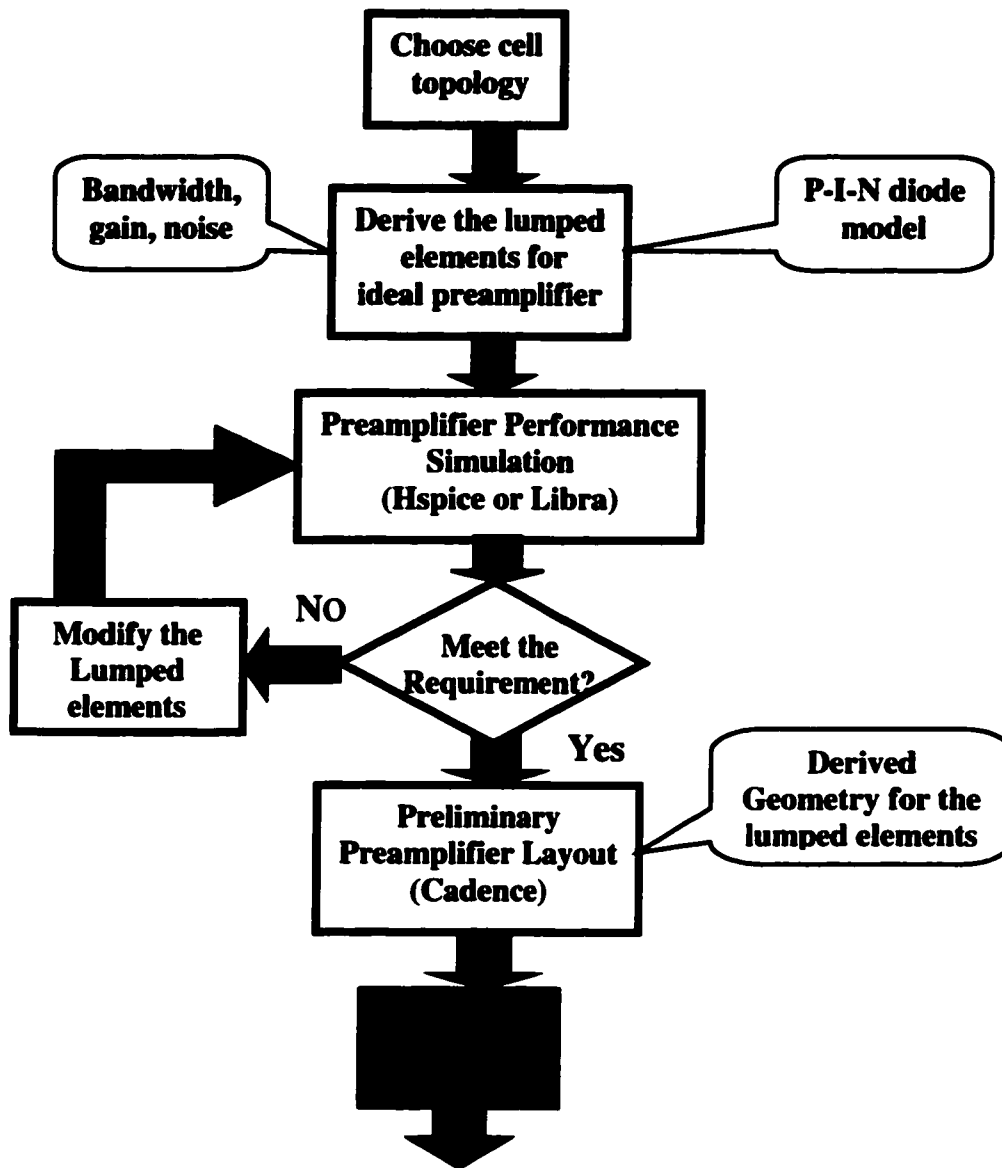 Choose cell
topology
Bandwidth,
gain, noise
P-I-N diode
model
Derive the lumped
elements for
ideal preamplifier
Preamplifier Performance
Simulation
(Hspice or Libra)
NO
Modify the
Lumped
elements
Meet the
Requirement?
Yes
Derived
Geometry for the
lumped elements
Preliminary
Preamplifier Layout
(Cadence)